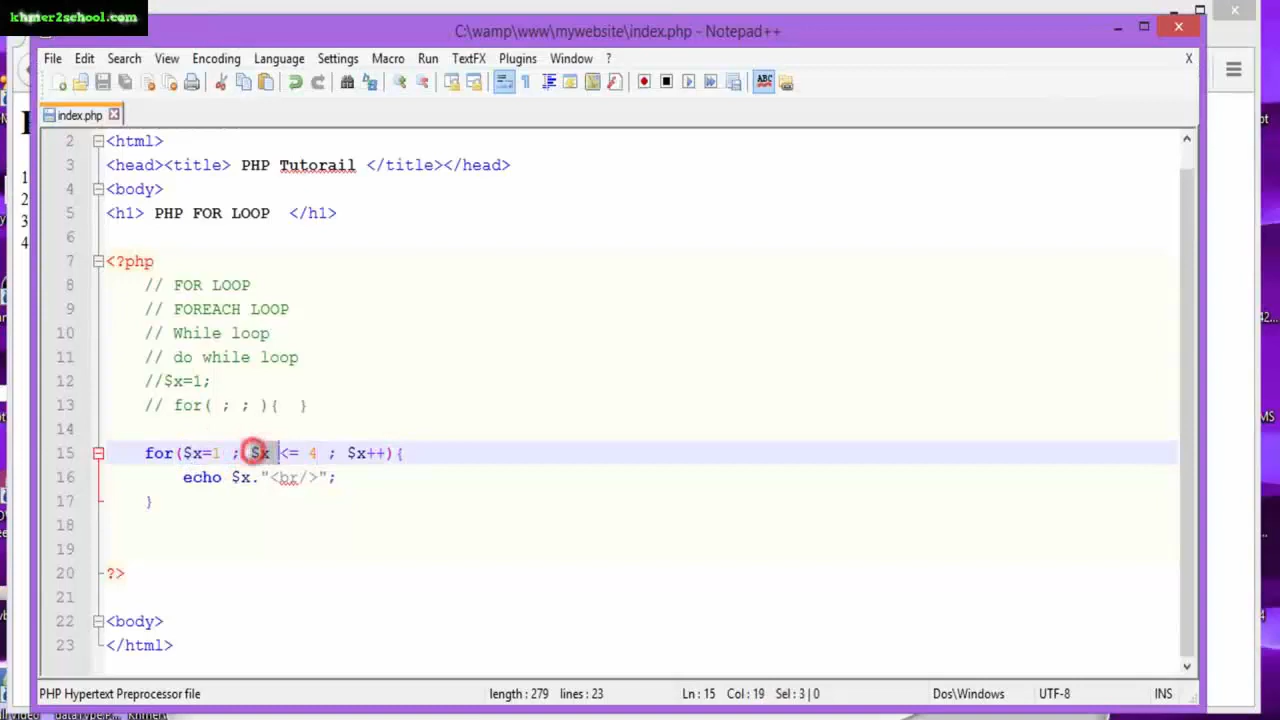 khmer2school.com
C:\wamp\www\mywebsite\index.php - Notepad++
File Edit Search View Encoding Language Settings Macro Run TextFX Plugins Window ? X
index.php
2 <html>
3 <head><title> PHP Tutorail </title></head>
4 <body>
5 <h1> PHP FOR LOOP  </h1>
6
7 <?php
8 // FOR LOOP
9 // FOREACH LOOP
10 // While loop
11 // do while loop
12 //$x=1;
13 // for( ; ; ){  }
14
15 for($x=1 ; $x <= 4 ; $x++){
16 echo $x."<br/>";
17 }
18
19
20 ?>
21
22 <body>
23 </html>
1
2
3
4
PHP Hypertext Preprocessor file length : 279 lines : 23 Ln : 15 Col : 19 Sel : 3 | 0 Dos\Windows UTF-8 INS